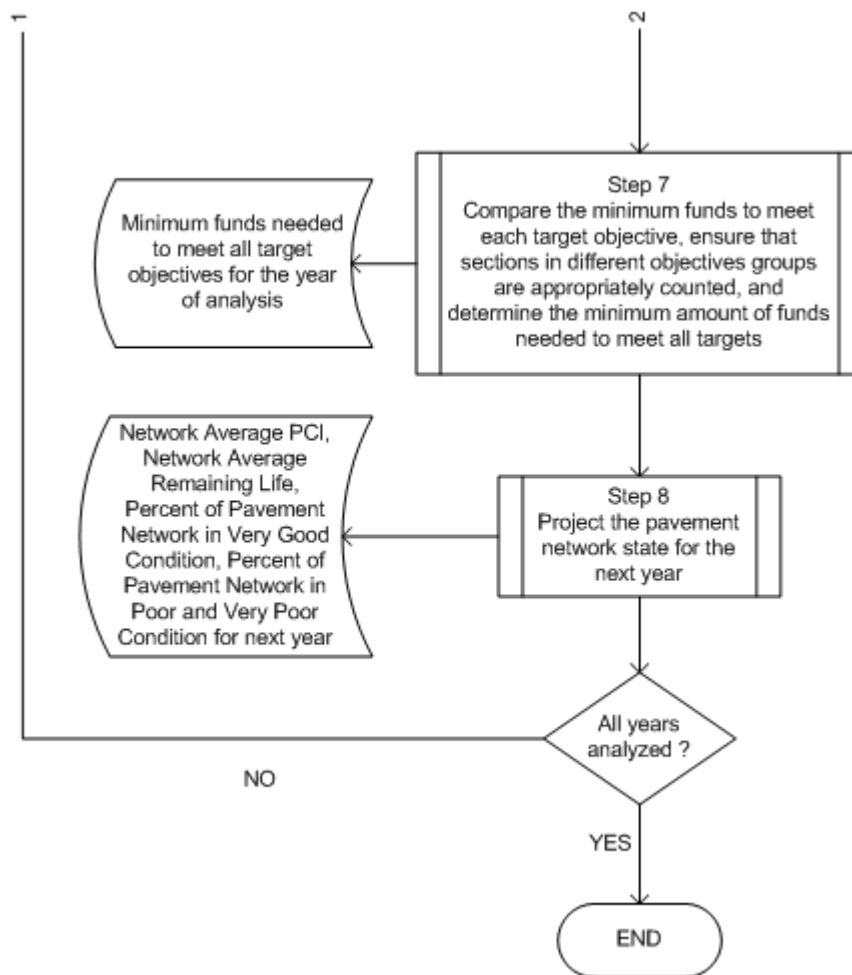 1
2
Step 7
Compare the minimum funds to meet
each target objective, ensure that
sections in different objectives groups
are appropriately counted, and
determine the minimum amount of funds
needed to meet all targets
Minimum funds needed
to meet all target
objectives for the year
of analysis
Step 8
Project the pavement
network state for the
next year
Network Average PCI,
Network Average
Remaining Life,
Percent of Pavement
Network in Very Good
Condition, Percent of
Pavement Network in
Poor and Very Poor
Condition for next year
All years
analyzed ?
NO
YES
END